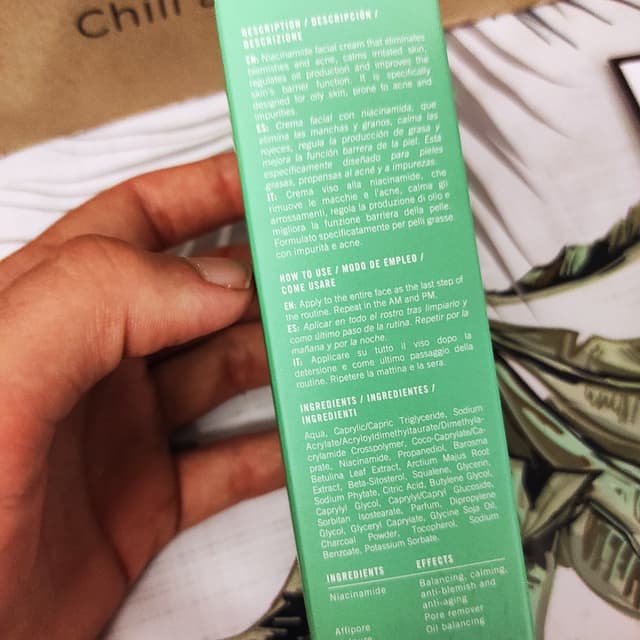 Chill
DESCRIPTION / DESCRIPCIÓN /
DESCRIZIONE
EN: Niacinamide facial cream that eliminates
blemishes and acne, calms irritated skin,
regulates oil production and improves the
skin's barrier function. It is specifically
designed for oily skin, prone to acne and
impurities.
ES: Crema facial con niacinamida, que
elimina las manchas y granos, calma las
rojeces, regula la producción de grasa y
mejora la función barrera de la piel. Está
específicamente diseñado para pieles
grasas, propensas al acné y a impurezas.
IT: Crema viso alla niacinamide, che
rimuove le macchie e l'acne, calma gli
arrossamenti, regola la produzione di olio e
migliora la funzione barriera della pelle.
Formulato specificatamente per pelli grasse
con impurità e acne.
HOW TO USE / MODO DE EMPLEO /
COME USARE
EN: Apply to the entire face as the last step of
the routine. Repeat in the AM and PM.
ES: Aplicar en todo el rostro tras limpiarlo y
como último paso de la rutina. Repetir por la
mañana y por la noche.
IT: Applicare su tutto il viso dopo la
detersione e come ultimo passaggio della
routine. Ripetere la mattina e la sera.
INGREDIENTS / INGREDIENTES /
INGREDIENTI
Aqua, Caprylic/Capric Triglyceride, Sodium
Acrylate/Acryloyldimethyltaurate/Dimethyla-
crylamide Crosspolymer, Coco-Caprylate/Ca-
prate, Niacinamide, Propanediol, Barosma
Betulina Leaf Extract, Arctium Majus Root
Extract, Beta-Sitosterol, Squalene, Glycerin,
Sodium Phytate, Citric Acid, Butylene Glycol,
Caprylyl Glycol, Caprylyl/Capryl Glucoside,
Sorbitan Isostearate, Parfum, Dipropylene
Glycol, Glyceryl Caprylate, Glycine Soja Oil,
Charcoal Powder, Tocopherol, Sodium
Benzoate, Potassium Sorbate.
INGREDIENTS EFFECTS
Niacinamide Balancing, calming,
anti-blemish and
anti-aging
Pore remover
Affipore Oil balancing